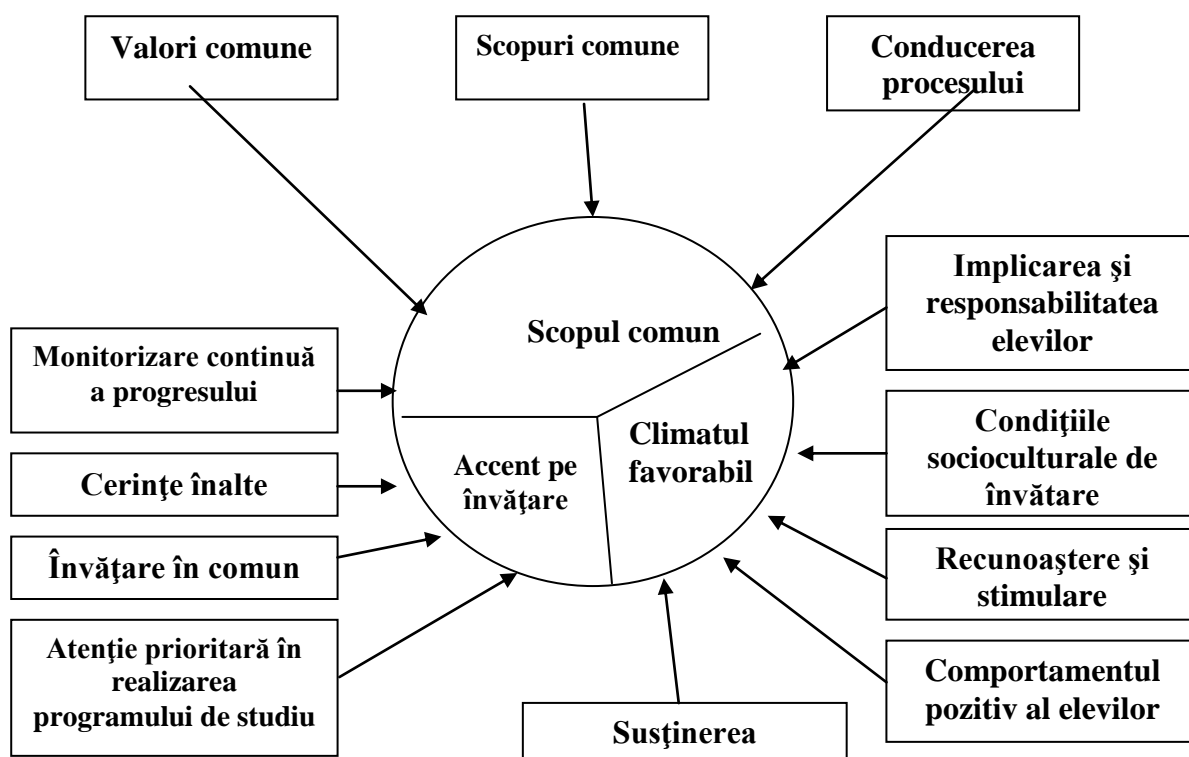 Valori comune
Scopuri comune
Conducerea
procesului
Implicarea şi
responsabilitatea
elevilor
Scopul comun
Monitorizare continuă
a progresului
Climatul
favorabil
Condiţiile
socioculturale de
învătare
Accent pe
învăţare
Cerinţe înalte
Învăţare în comun
Recunoaştere şi
stimulare
Atenţie prioritară în
realizarea
programului de studiu
Comportamentul
pozitiv al elevilor
Susţinerea